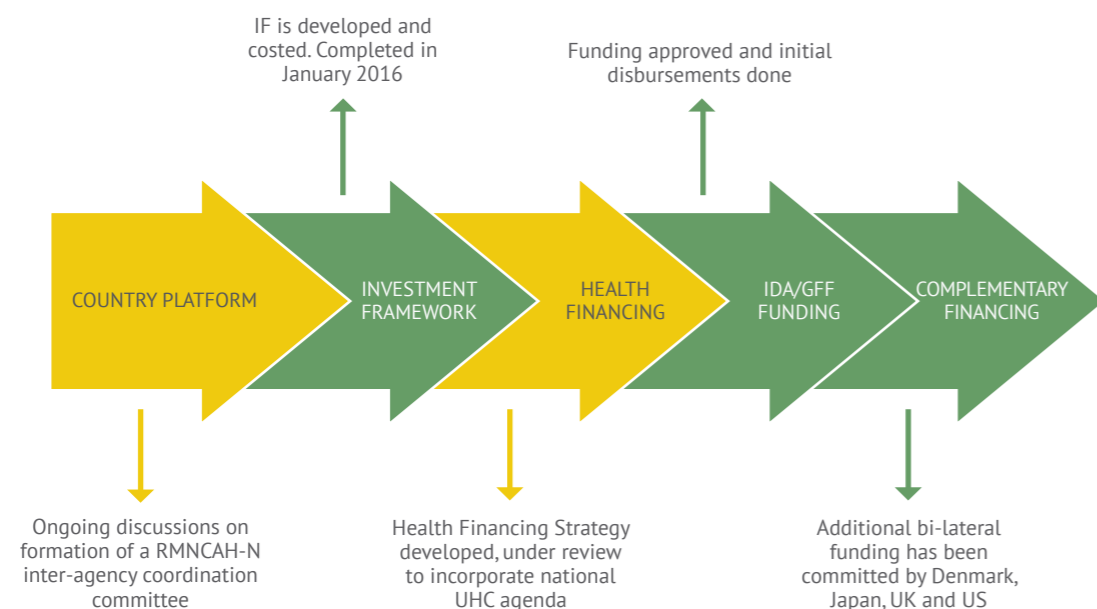 IF is developed and
costed. Completed in
January 2016
Funding approved and initial
disbursements done
COUNTRY PLATFORM
INVESTMENT
FRAMEWORK
HEALTH
FINANCING
IDA/GFF
FUNDING
COMPLEMENTARY
FINANCING
Ongoing discussions on
formation of a RMNCAH-N
inter-agency coordination
committee
Health Financing Strategy
developed, under review
to incorporate national
UHC agenda
Additional bi-lateral
funding has been
committed by Denmark,
Japan, UK and US